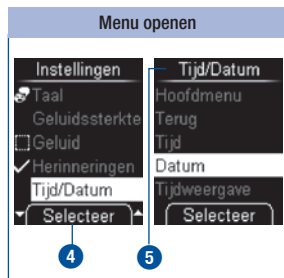 Menu openen
Instellingen
Taal
Geluidssterkte
Geluid
Herinneringen
Tijd/Datum
Selecteer
4
Tijd/Datum
Hoofdmenu
Terug
Tijd
Datum
Tijdweergave
Selecteer
5